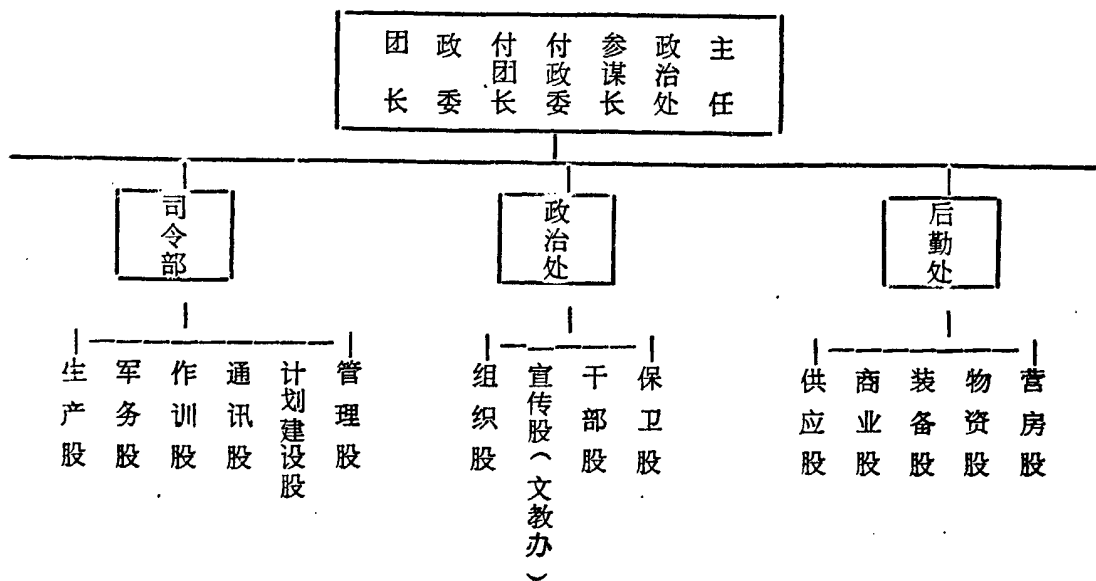 团长
政委
付团长
付政委
参谋长
政治处
主任
司令部
政治处
后勤处
生产股
军务股
作训股
通讯股
计划建设股
管理股
组织股
宣传股（文教办）
干部股
保卫股
供应股
商业股
装备股
物资股
营房股